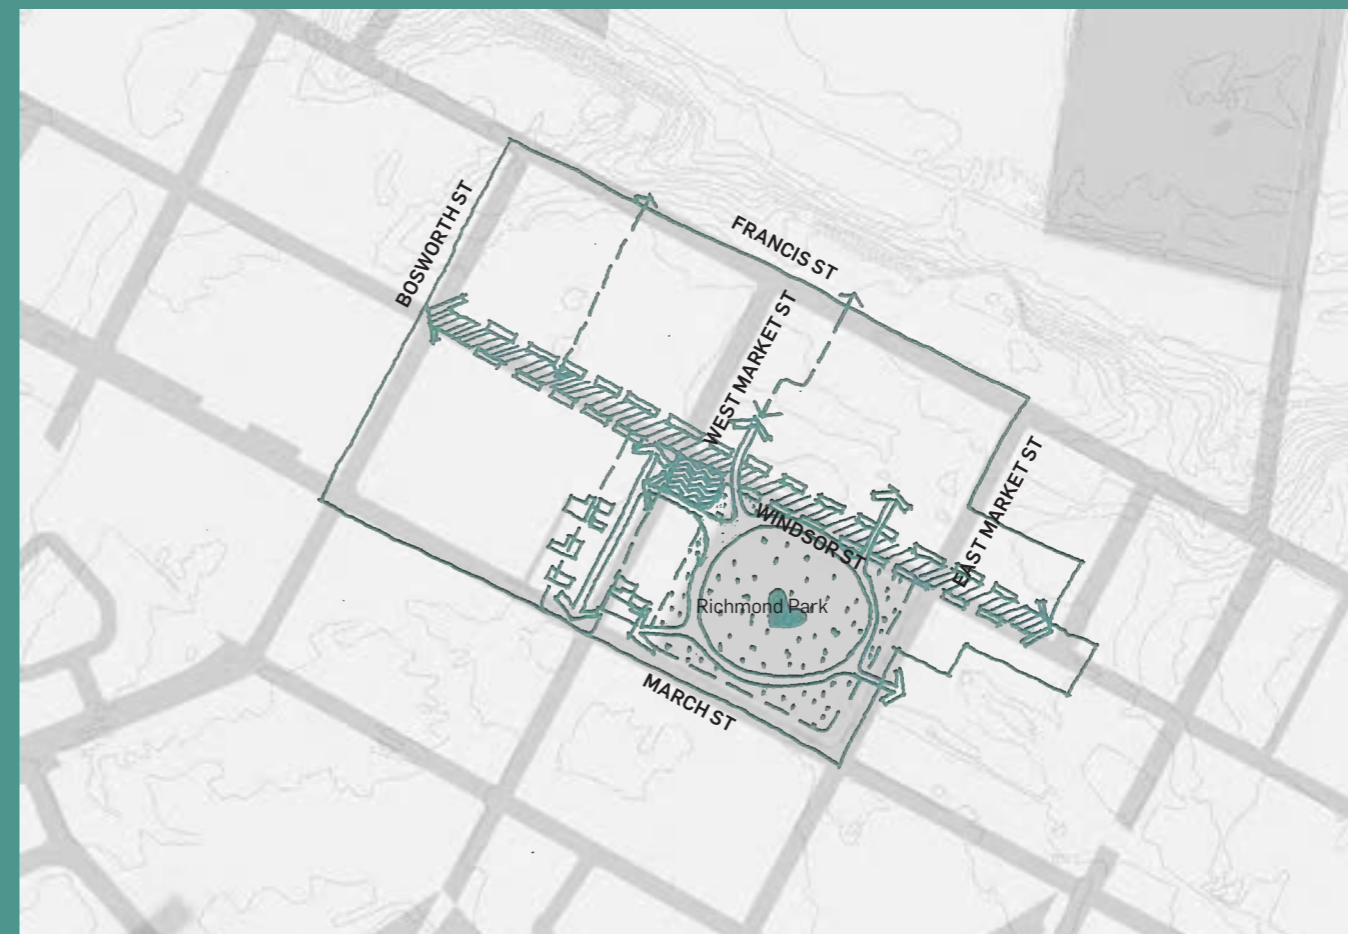 BOSWORTH ST
FRANCIS ST
WEST MARKET ST
EAST MARKET ST
WINDSOR ST
Richmond Park
MARCH ST